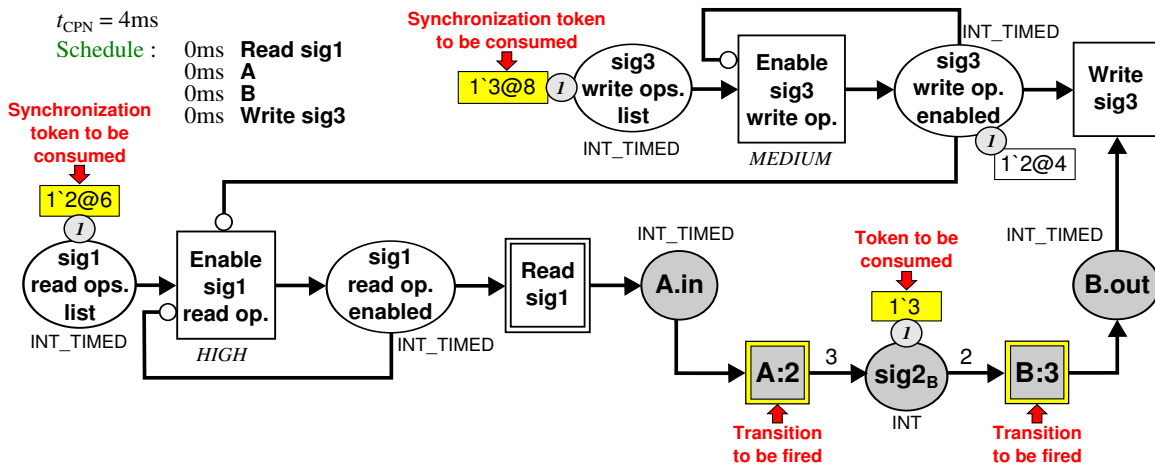 t_CPN = 4ms
Schedule : 0ms Read sig1
0ms A
0ms B
0ms Write sig3
Synchronization
token to be
consumed
1`2@6
1
sig1
read ops.
list
INT_TIMED
Enable
sig1
read op.
HIGH
sig1
read op.
enabled
INT_TIMED
Read
sig1
INT_TIMED
A.in
A:2
Transition
to be fired
3
Token to be
consumed
1`3
1
sig2B
INT
2
B:3
Transition
to be fired
INT_TIMED
B.out
Synchronization token
to be consumed
1`3@8
1
sig3
write ops.
list
INT_TIMED
Enable
sig3
write op.
MEDIUM
INT_TIMED
sig3
write op.
enabled
1
1`2@4
Write
sig3